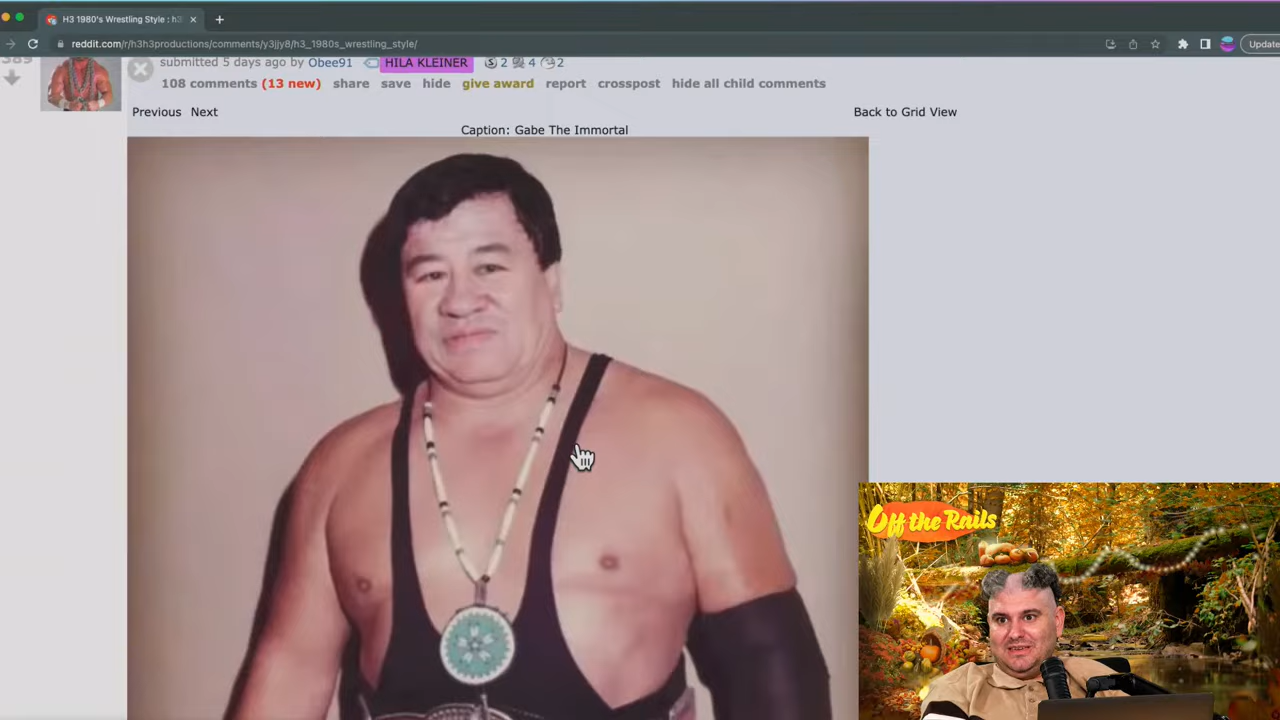 H3 1980's Wrestling Style : h3
reddit.com/r/h3h3productions/comments/y3jjy8/h3_1980s_wrestling_style/
Update
389
submitted 5 days ago by Obee91 HILA KLEINER 2 4 2
108 comments (13 new) share save hide give award report crosspost hide all child comments
Previous Next Back to Grid View
Caption: Gabe The Immortal
Off the Rails